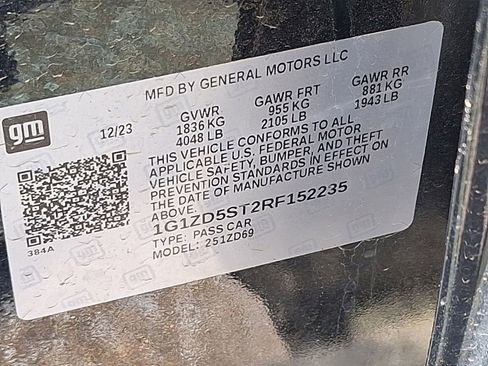 MFD BY GENERAL MOTORS LLC
gm
12/23
GVWR GAWR FRT GAWR RR
1836 KG 955 KG 881 KG
4048 LB 2105 LB 1943 LB
THIS VEHICLE CONFORMS TO ALL
APPLICABLE U.S. FEDERAL MOTOR
VEHICLE SAFETY, BUMPER, AND THEFT
PREVENTION STANDARDS IN EFFECT ON
THE DATE OF MANUFACTURE SHOWN
ABOVE.
1G1ZD5ST2RF152235
TYPE: PASS CAR
MODEL: 251ZD69
384A